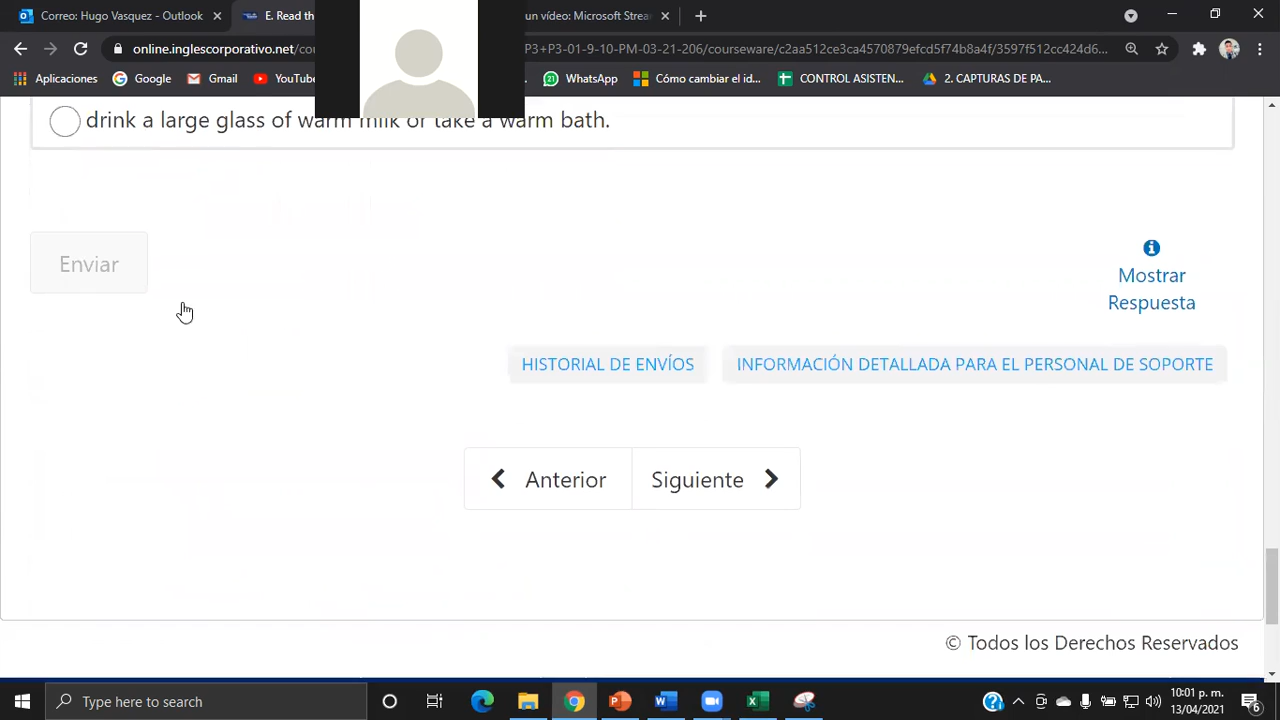 Correo: Hugo Vasquez - Outlook
E. Read th
un vídeo: Microsoft Strea
online.inglescorporativo.net/cou
P3+P3-01-9-10-PM-03-21-206/courseware/c2aa512ce3ca4570879efcd5f74b8a4f/3597f512cc424d6...
Aplicaciones
Google
Gmail
YouTub
WhatsApp
Cómo cambiar el id...
CONTROL ASISTEN...
2. CAPTURAS DE PA...
drink a large glass of warm milk or take a warm bath.
Enviar
Mostrar
Respuesta
HISTORIAL DE ENVÍOS
INFORMACIÓN DETALLADA PARA EL PERSONAL DE SOPORTE
Anterior
Siguiente
© Todos los Derechos Reservados
Type here to search
10:01 p. m.
13/04/2021
6